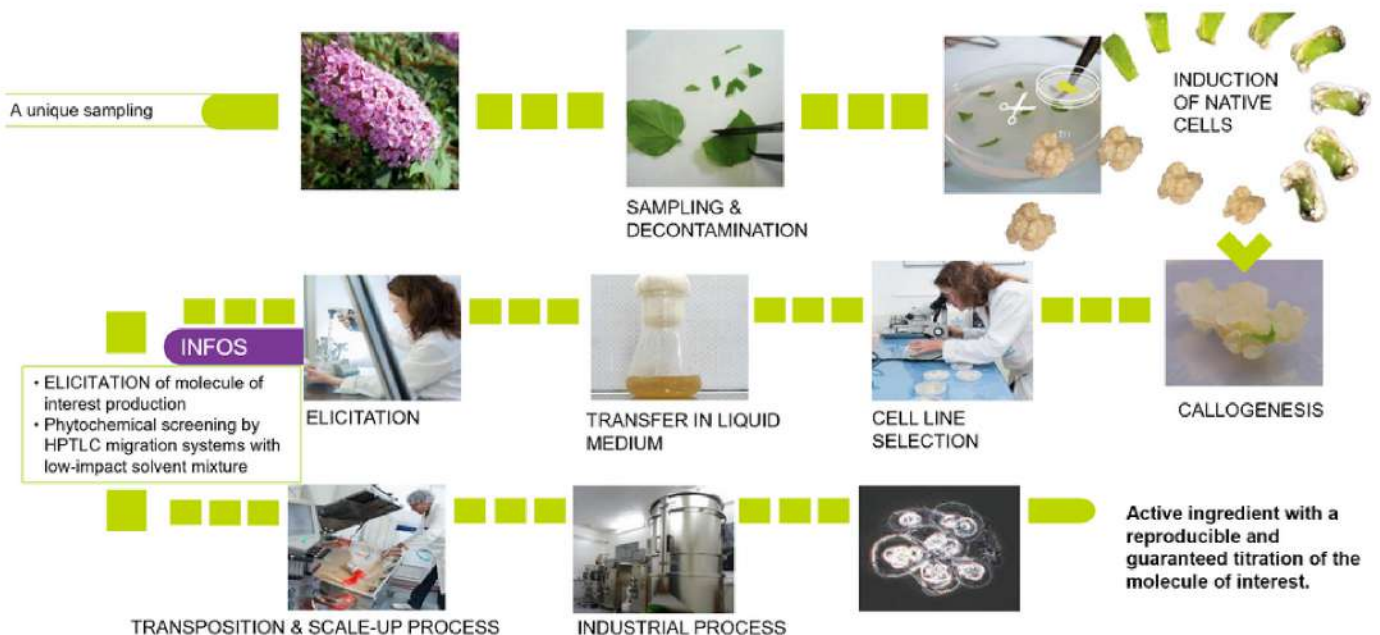 A unique sampling
INDUCTION
OF NATIVE
CELLS
SAMPLING &
DECONTAMINATION
INFOS
• ELICITATION of molecule of
interest production
• Phytochemical screening by
HPTLC migration systems with
low-impact solvent mixture
ELICITATION
TRANSFER IN LIQUID
MEDIUM
CELL LINE
SELECTION
CALLOGENESIS
Active ingredient with a
reproducible and
guaranteed titration of the
molecule of interest.
TRANSPOSITION & SCALE-UP PROCESS
INDUSTRIAL PROCESS